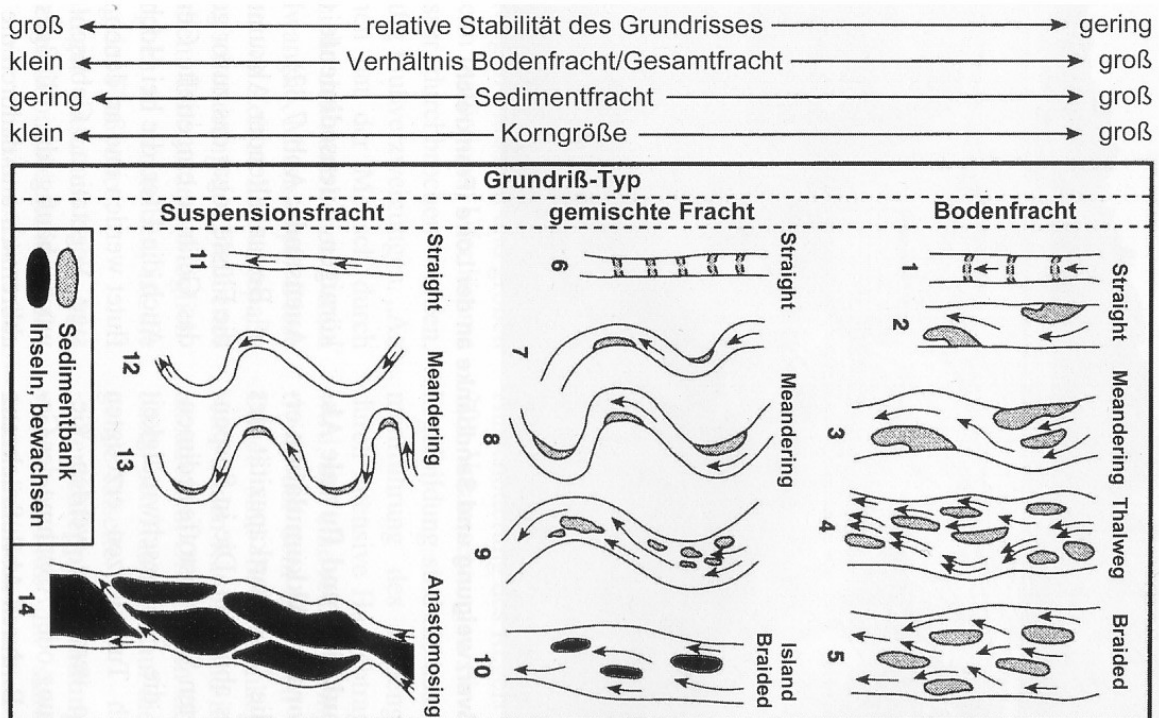 groß relative Stabilität des Grundrisses gering
klein Verhältnis Bodenfracht/Gesamtfracht groß
gering Sedimentfracht groß
klein Korngröße groß
Grundriß-Typ
Suspensionsfracht gemischte Fracht Bodenfracht
Sedimentbank
Inseln, bewachsen
Straight
11
Meandering
12
13
Anastomosing
14
Straight
6
Meandering
7
8
9
Island
Braided
10
Straight
1
2
Meandering
3
Thalweg
4
Braided
5